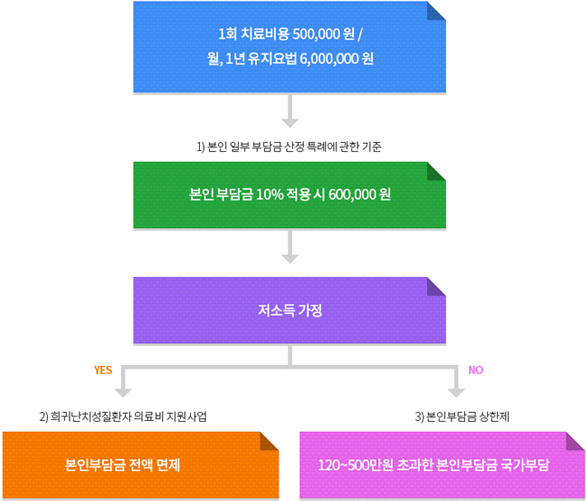 1회 치료비용 500,000 원 /
월, 1년 유지요법 6,000,000 원
1) 본인 일부 부담금 산정 특례에 관한 기준
본인 부담금 10% 적용 시 600,000 원
저소득 가정
YES
NO
2) 희귀난치성질환자 의료비 지원사업
3) 본인부담금 상한제
본인부담금 전액 면제
120~500만원 초과한 본인부담금 국가부담